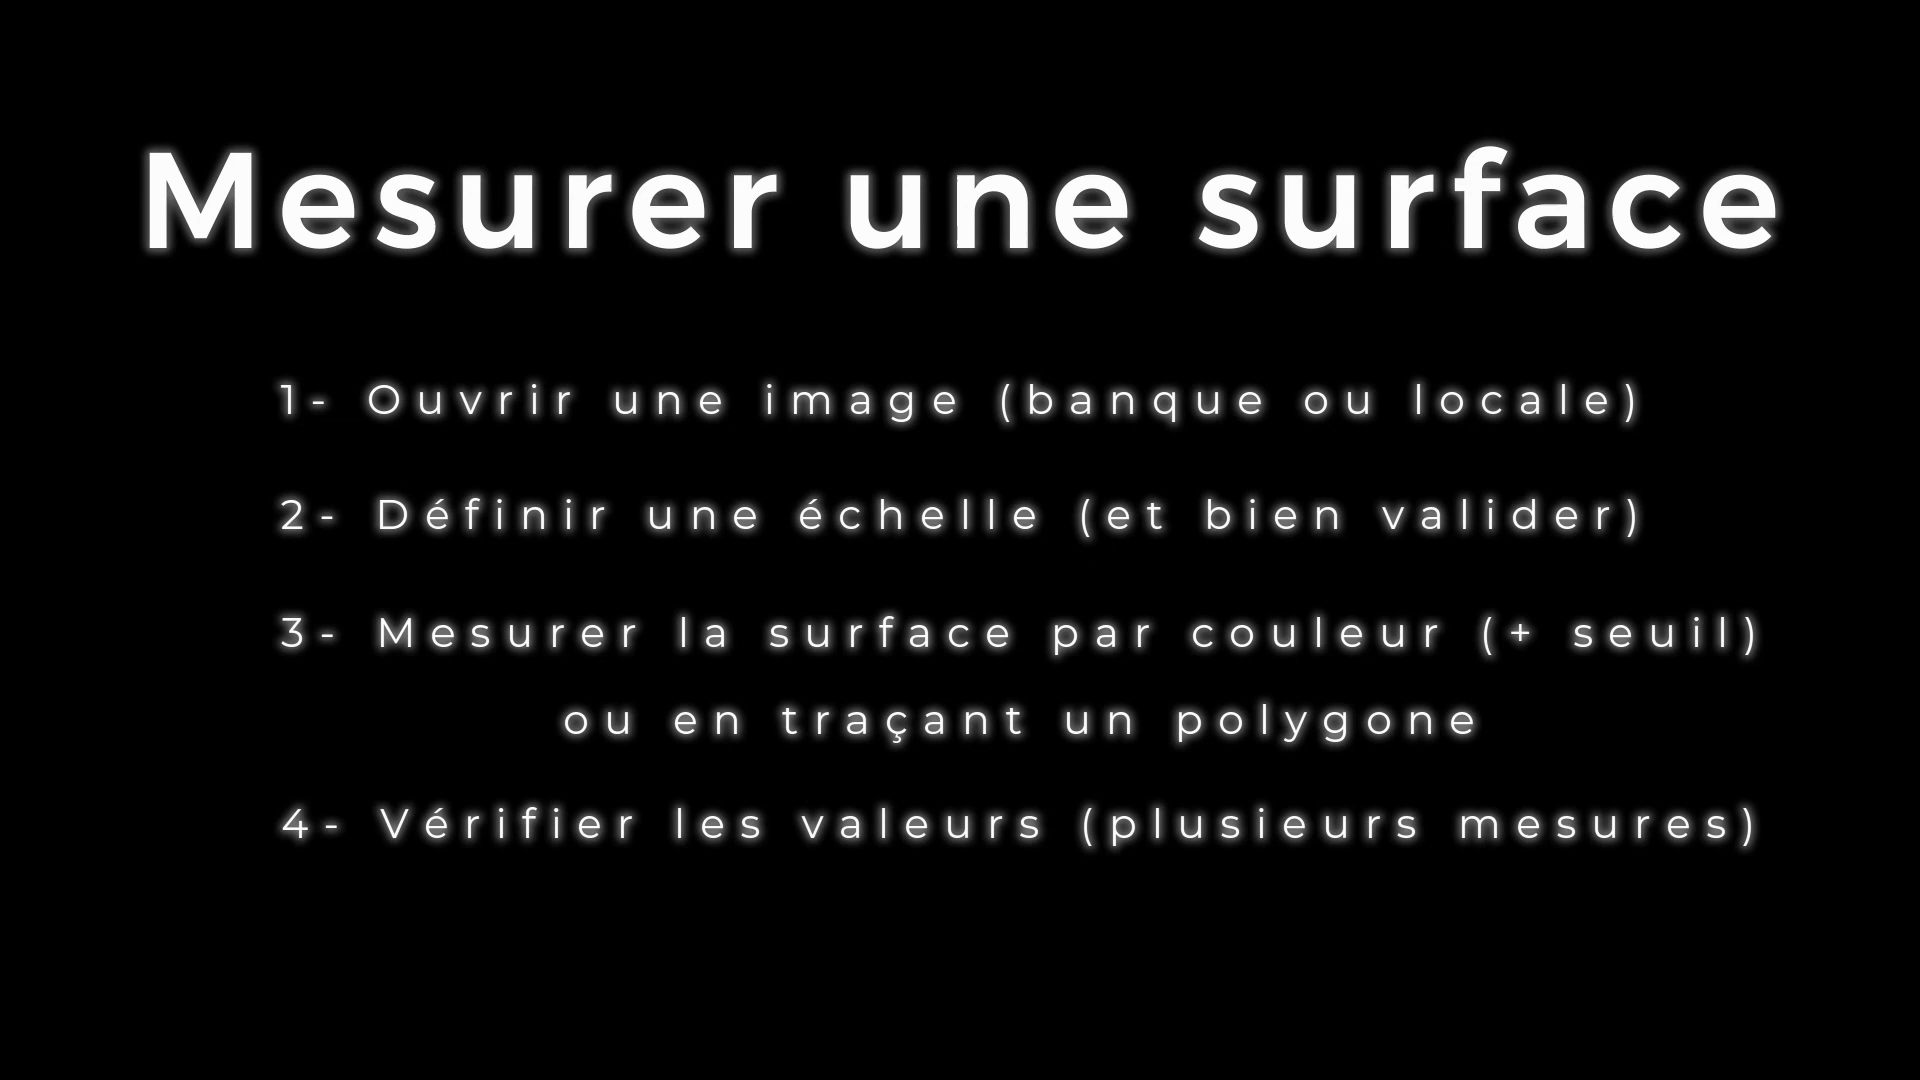 Mesurer une surface
1- Ouvrir une image (banque ou locale)
2- Définir une échelle (et bien valider)
3- Mesurer la surface par couleur (+ seuil)
ou en traçant un polygone
4- Vérifier les valeurs (plusieurs mesures)